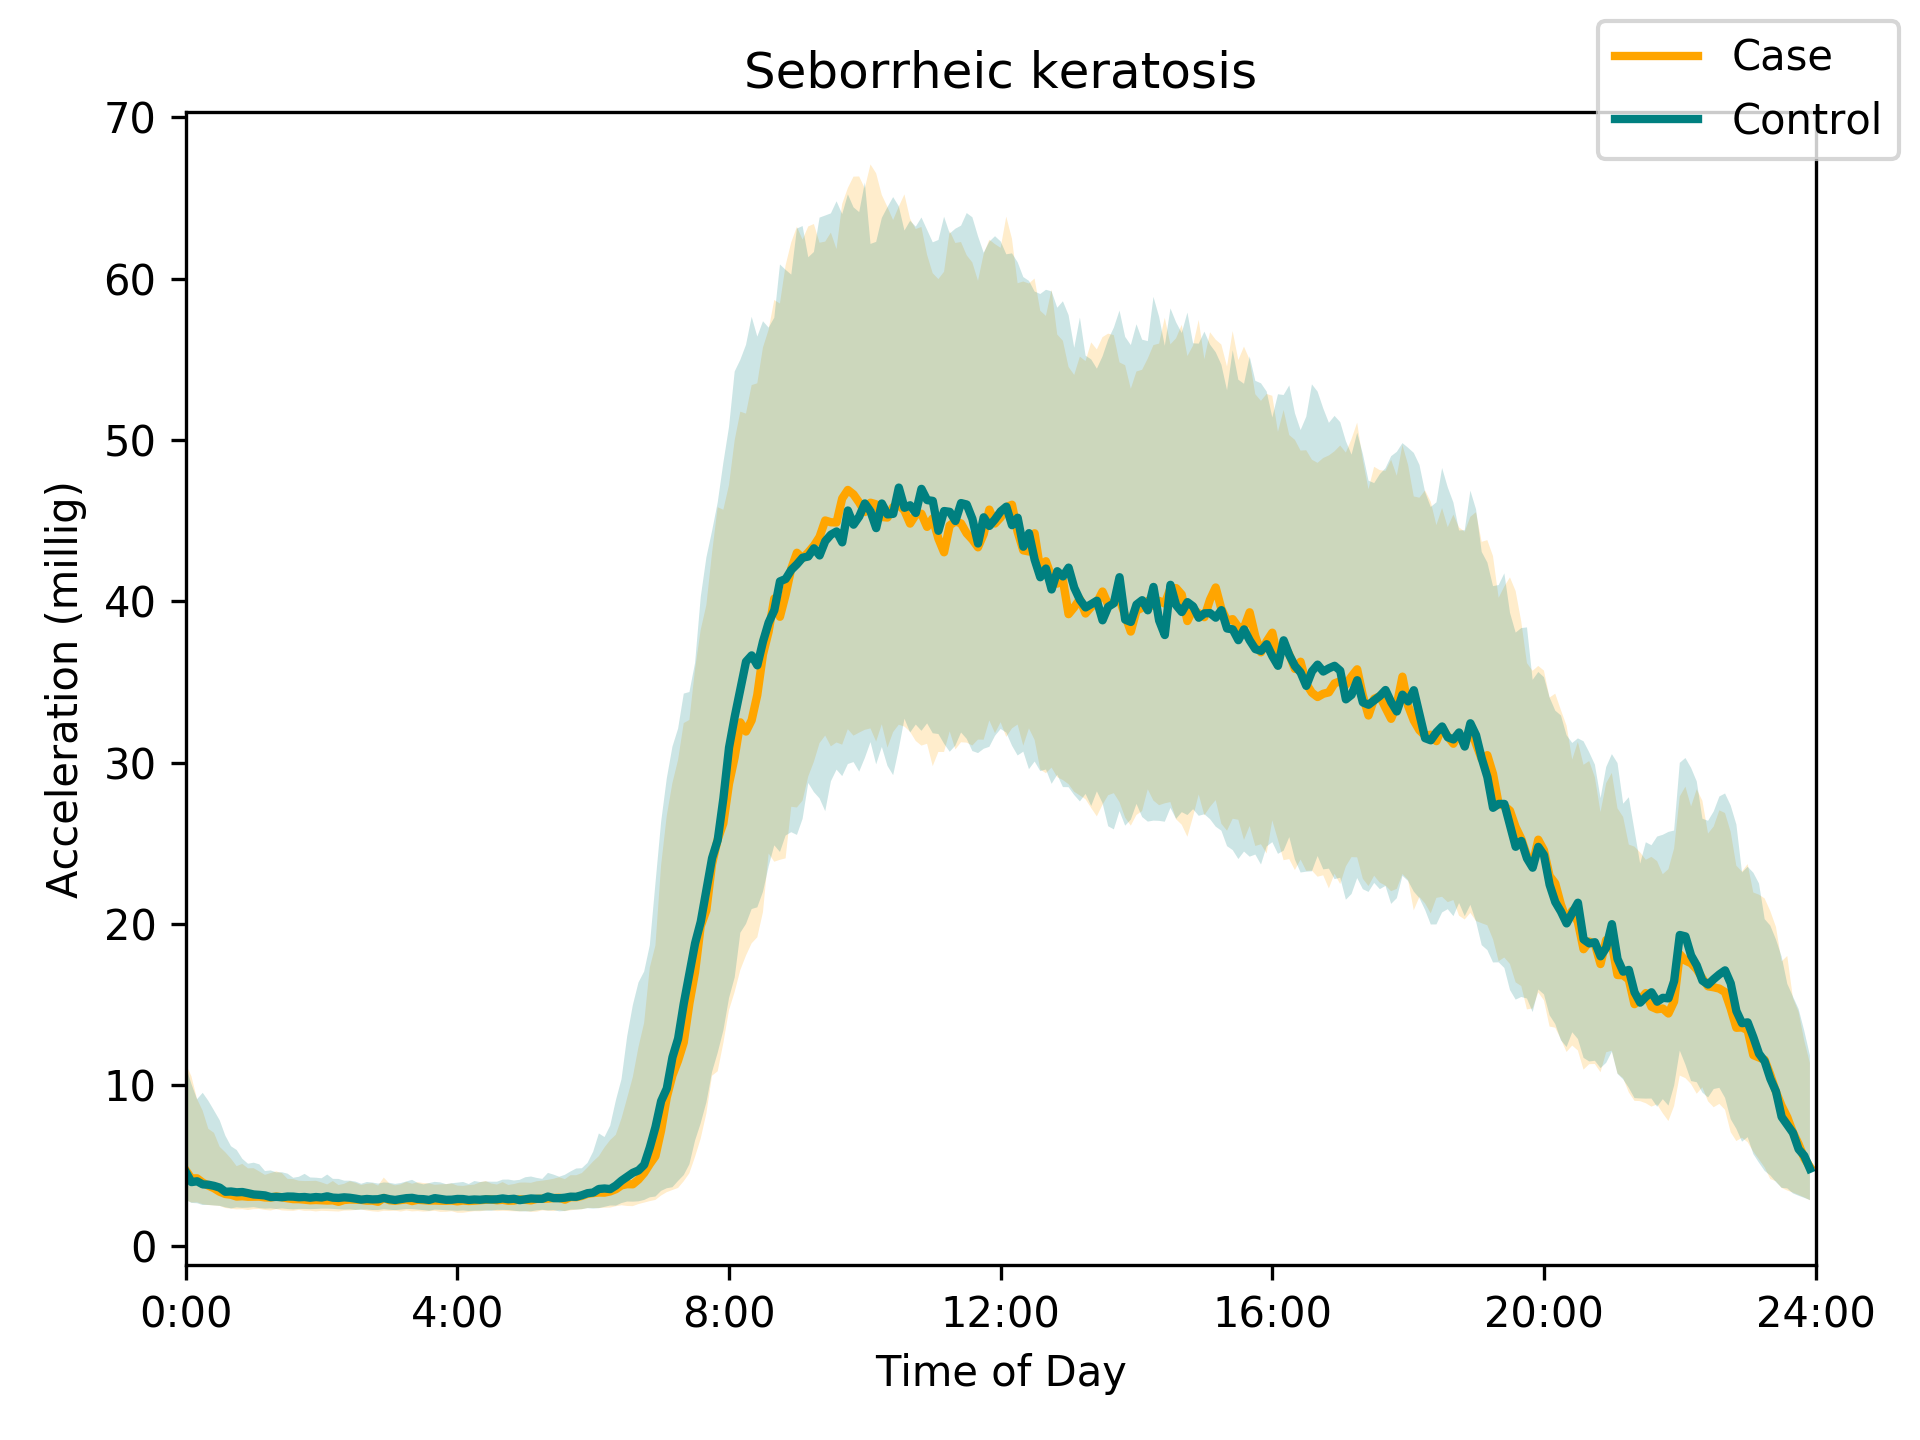 Seborrheic keratosis
Case
Control
70
60
50
40
30
20
10
0
Acceleration (millig)
0:00 4:00 8:00 12:00 16:00 20:00 24:00
Time of Day